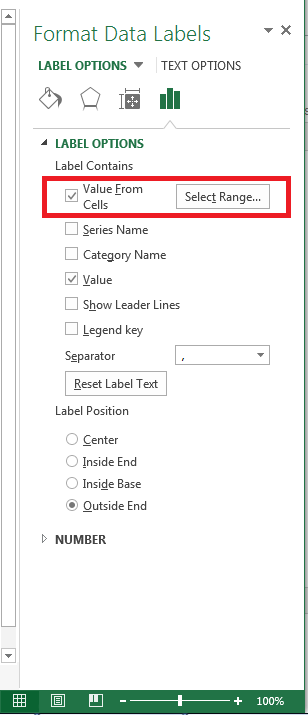 Format Data Labels
LABEL OPTIONS TEXT OPTIONS
LABEL OPTIONS
Label Contains
Value From
Cells
Select Range...
Series Name
Category Name
Value
Show Leader Lines
Legend key
Separator ,
Reset Label Text
Label Position
Center
Inside End
Inside Base
Outside End
NUMBER
100%